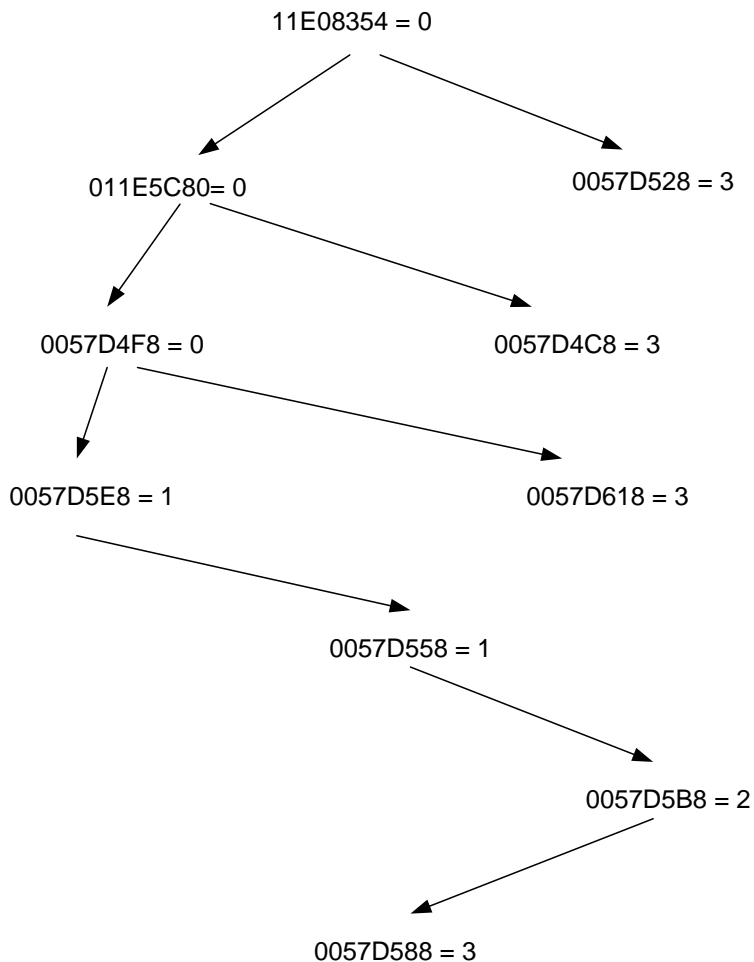 11E08354 = 0
011E5C80= 0
0057D528 = 3
0057D4F8 = 0
0057D4C8 = 3
0057D5E8 = 1
0057D618 = 3
0057D558 = 1
0057D5B8 = 2
0057D588 = 3